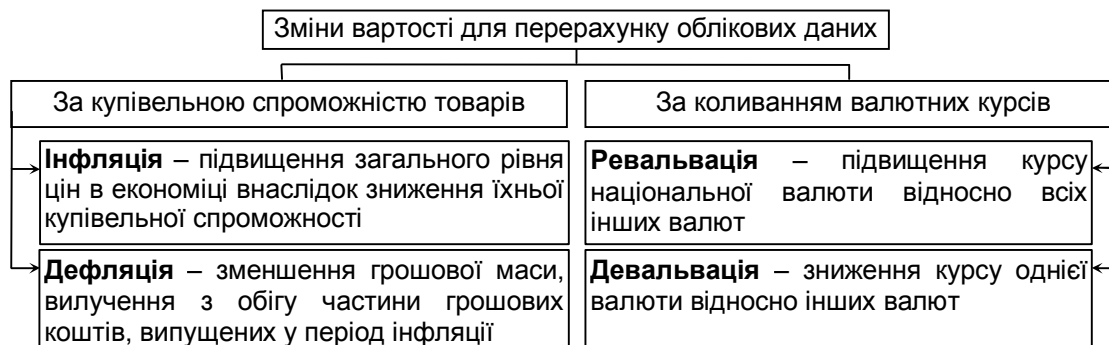 Зміни вартості для перерахунку облікових даних
За купівельною спроможністю товарів
За коливанням валютних курсів
Інфляція – підвищення загального рівня
цін в економіці внаслідок зниження їхньої
купівельної спроможності
Ревальвація – підвищення курсу
національної валюти відносно всіх
інших валют
Дефляція – зменшення грошової маси,
вилучення з обігу частини грошових
коштів, випущених у період інфляції
Девальвація – зниження курсу однієї
валюти відносно інших валют